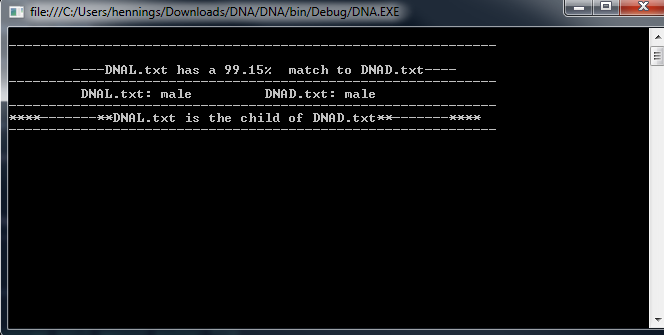 file:///C:/Users/hennings/Downloads/DNA/DNA/bin/Debug/DNA.EXE
-------------------------------------------------------------
----DNAL.txt has a 99.15%  match to DNAD.txt----
-------------------------------------------------------------
DNAL.txt: male         DNAD.txt: male
-------------------------------------------------------------
****-------**DNAL.txt is the child of DNAD.txt**-------****
-------------------------------------------------------------